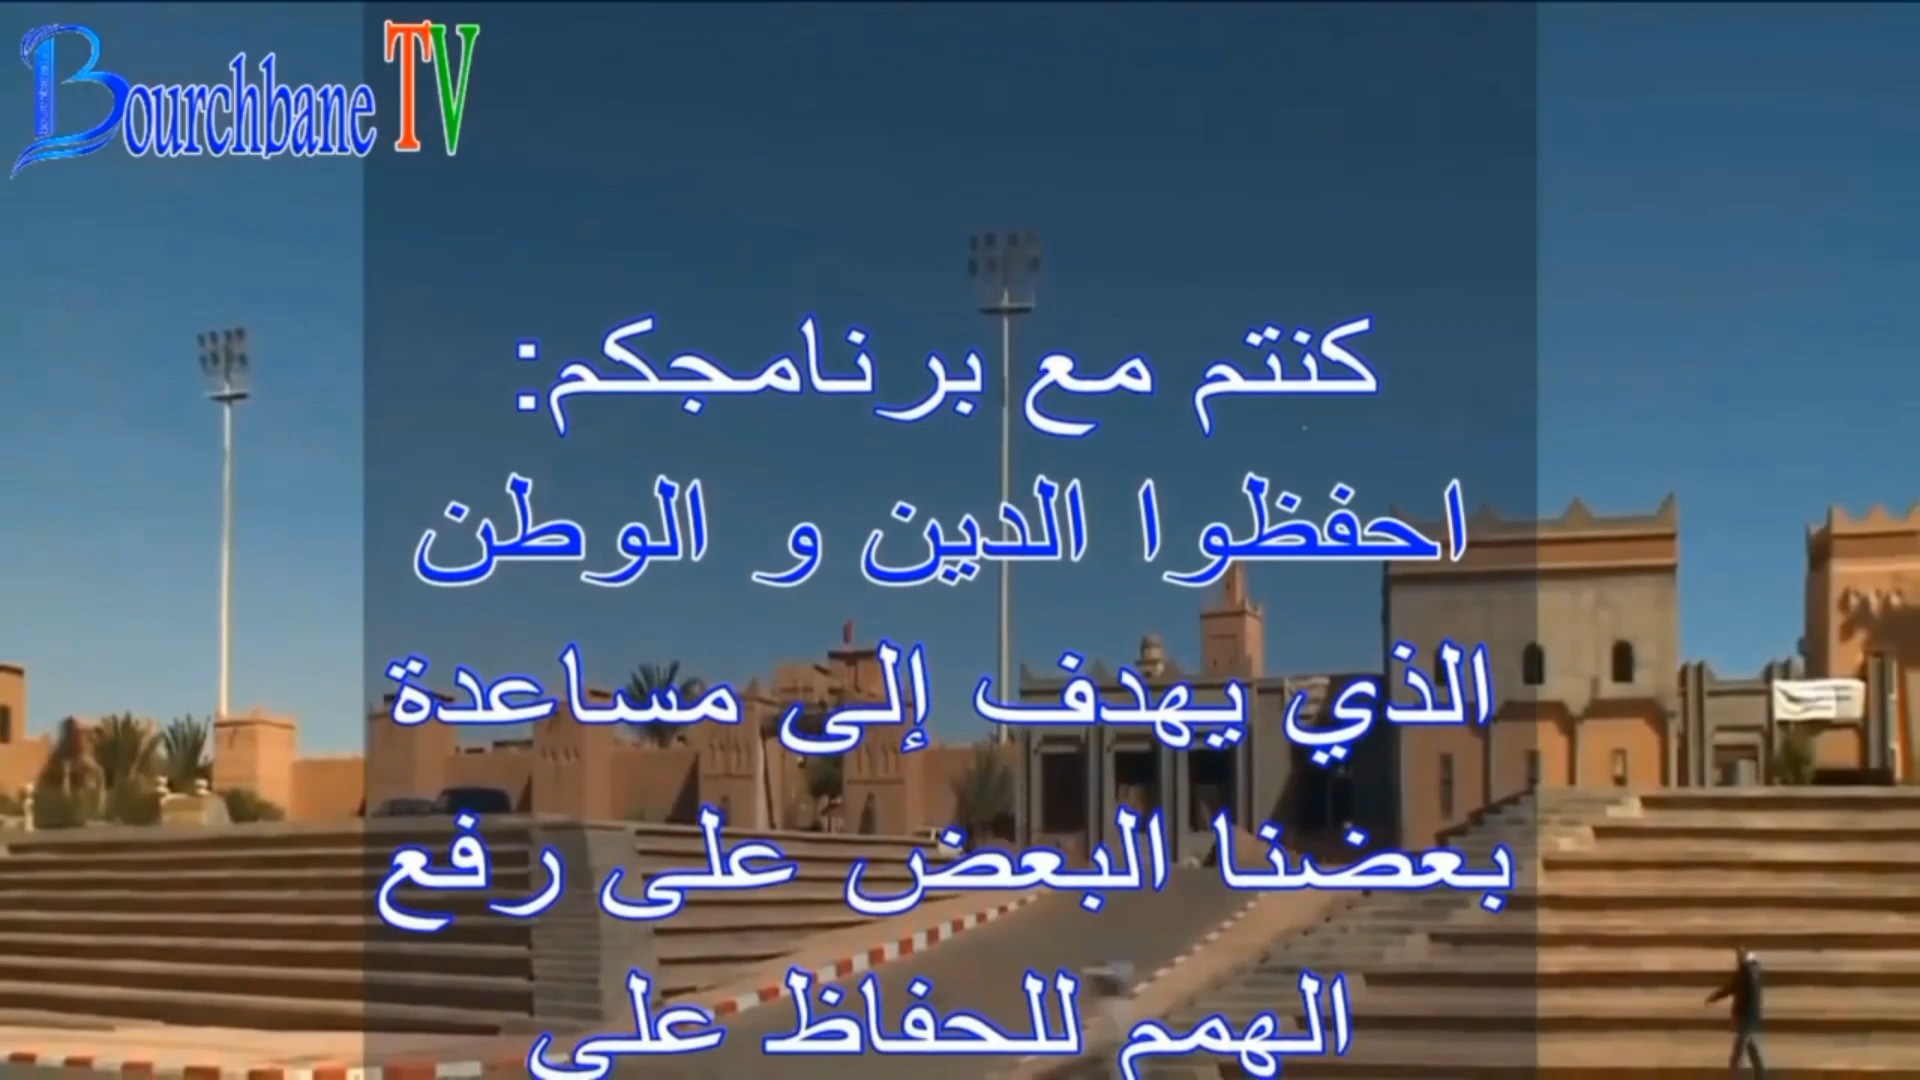 Bourchbane TV
كنتم مع برنامجكم:
احفظوا الدين و الوطن
الذي يهدف إلى مساعدة
بعضنا البعض على رفع
الهمم للحفاظ على